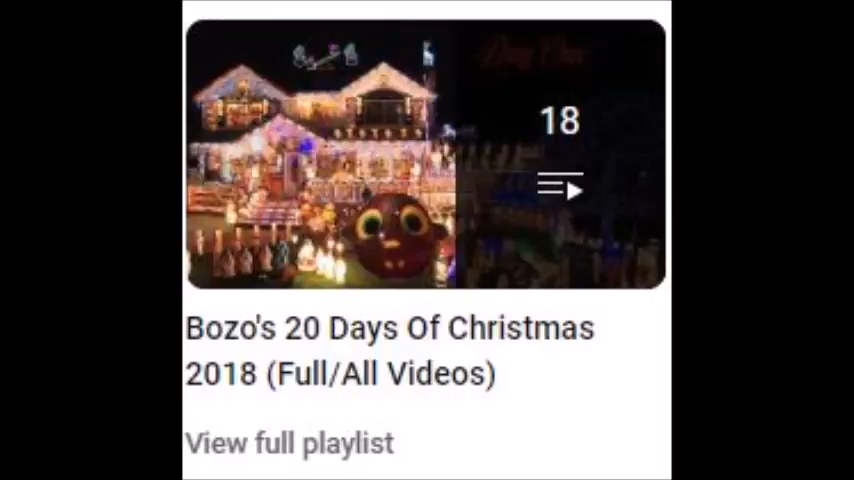 18
Bozo's 20 Days Of Christmas
2018 (Full/All Videos)
View full playlist